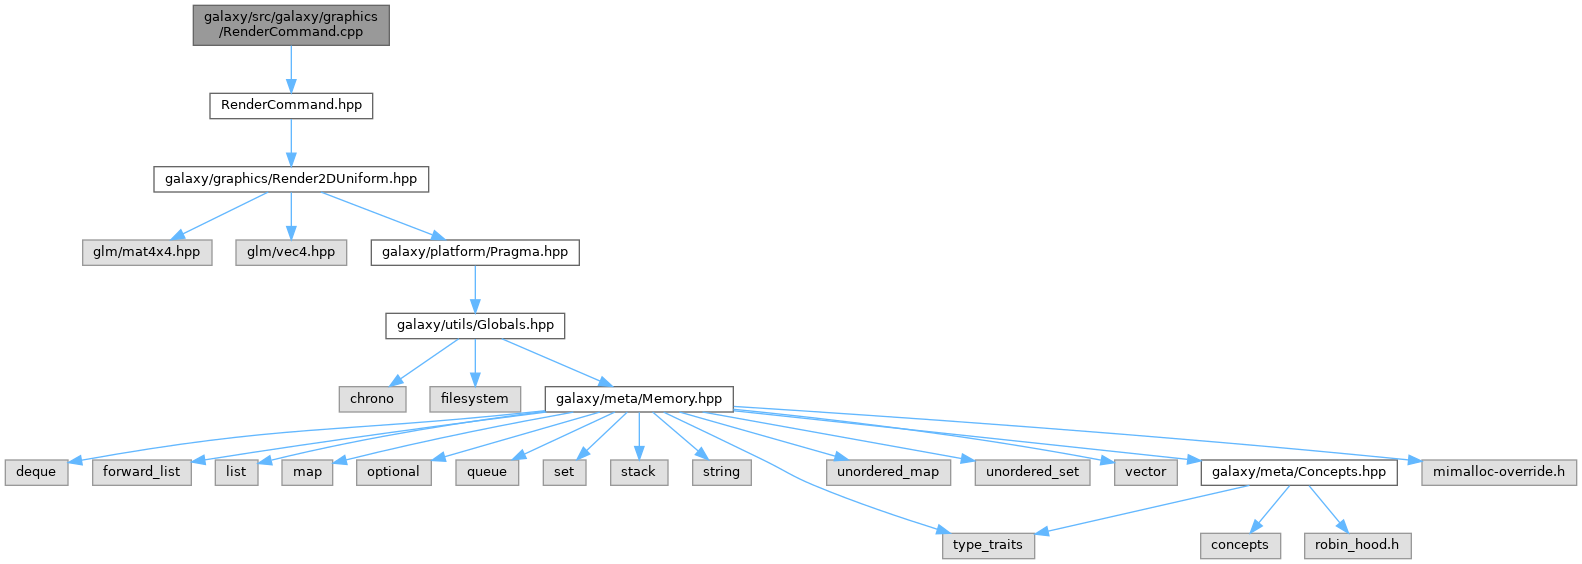 galaxy/src/galaxy/graphics
/RenderCommand.cpp
RenderCommand.hpp
galaxy/graphics/Render2DUniform.hpp
glm/mat4x4.hpp
glm/vec4.hpp
galaxy/platform/Pragma.hpp
galaxy/utils/Globals.hpp
chrono
filesystem
galaxy/meta/Memory.hpp
deque
forward_list
list
map
optional
queue
set
stack
string
unordered_map
unordered_set
vector
galaxy/meta/Concepts.hpp
mimalloc-override.h
type_traits
concepts
robin_hood.h